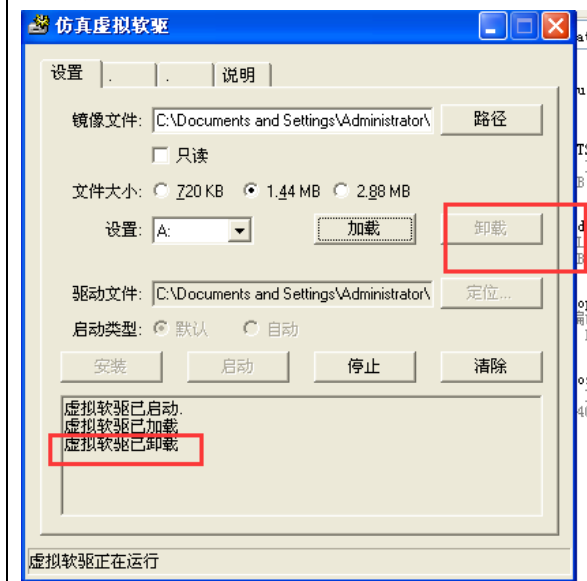 仿真虚拟软驱
设置 . . 说明
镜像文件: C:\Documents and Settings\Administrator\ 路径
只读
文件大小: 720 KB 1.44 MB 2.88 MB
设置: A: 加载 卸载
驱动文件: C:\Documents and Settings\Administrator\ 定位...
启动类型: 默认 自动
安装 启动 停止 清除
虚拟软驱已启动.
虚拟软驱已加载
虚拟软驱已卸载
虚拟软驱正在运行